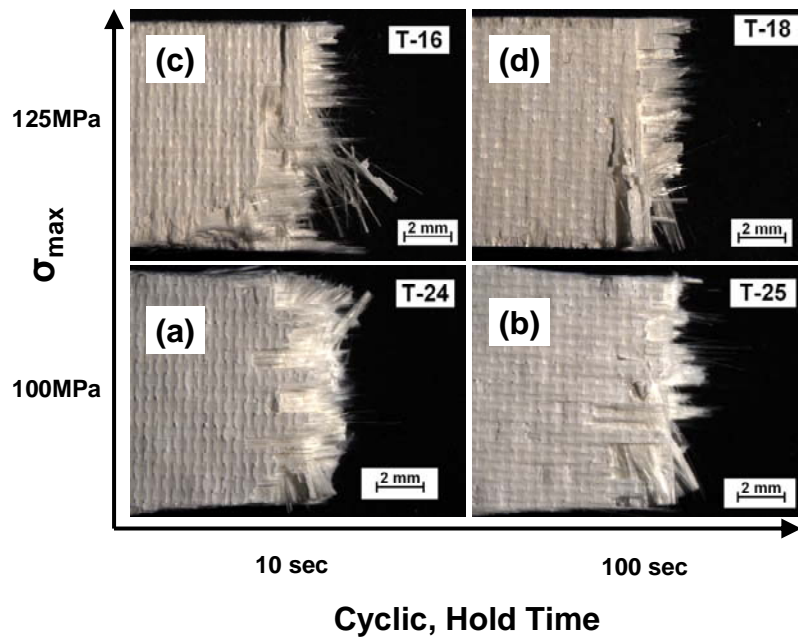 (c)
T-16
2 mm
(d)
T-18
2 mm
125MPa
σmax
(a)
T-24
2 mm
(b)
T-25
2 mm
100MPa
10 sec
100 sec
Cyclic, Hold Time